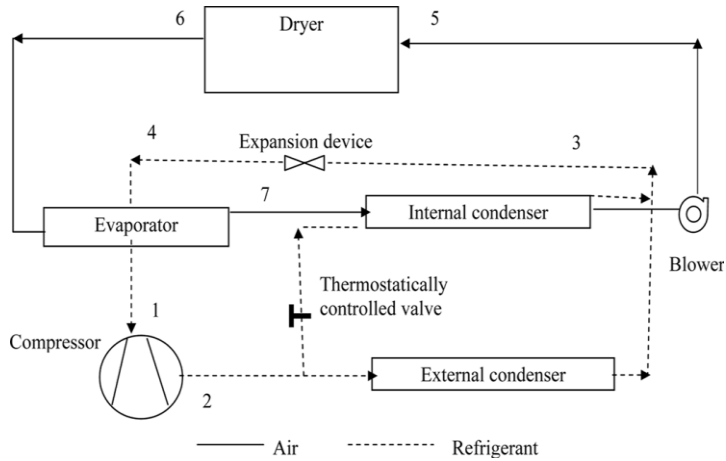 6
Dryer
5
4
Expansion device
3
7
Evaporator
Internal condenser
Blower
Thermostatically
controlled valve
1
Compressor
2
External condenser
Air
Refrigerant